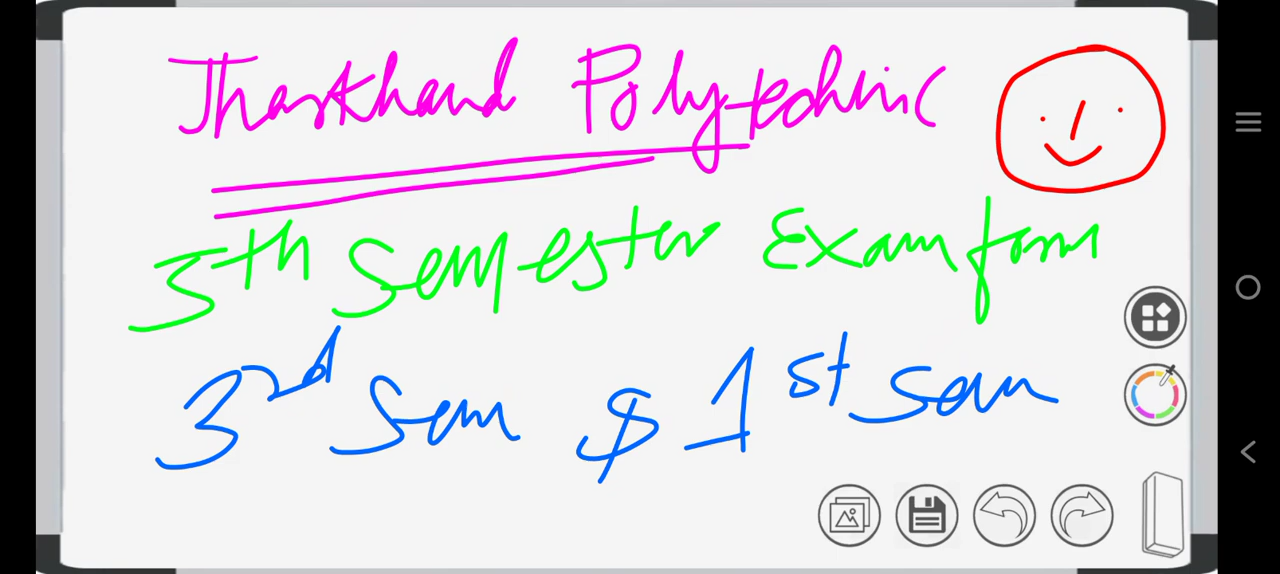 Jharkhand Polytechnic
5th Semester Exam form
3rd Sem $ 1st Sem